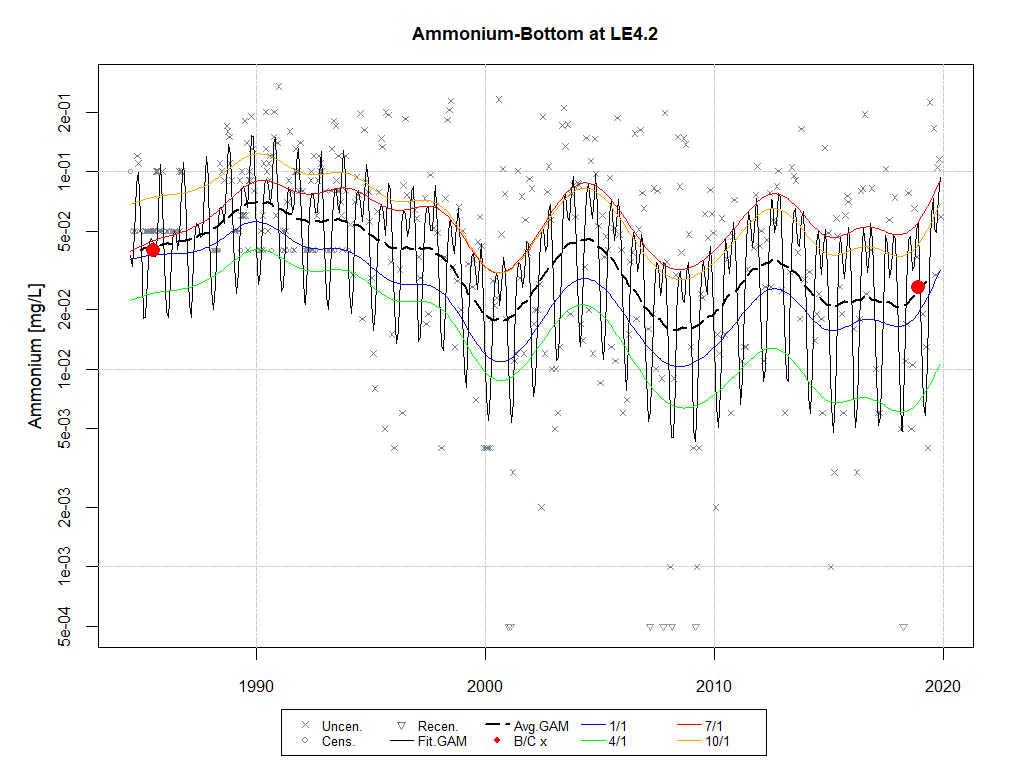 Ammonium-Bottom at LE4.2
Ammonium [mg/L]
2e-01
1e-01
5e-02
2e-02
1e-02
5e-03
2e-03
1e-03
5e-04
1990 2000 2010 2020
Uncen. Recen. Avg.GAM 1/1 7/1
Cens. Fit.GAM B/C x 4/1 10/1